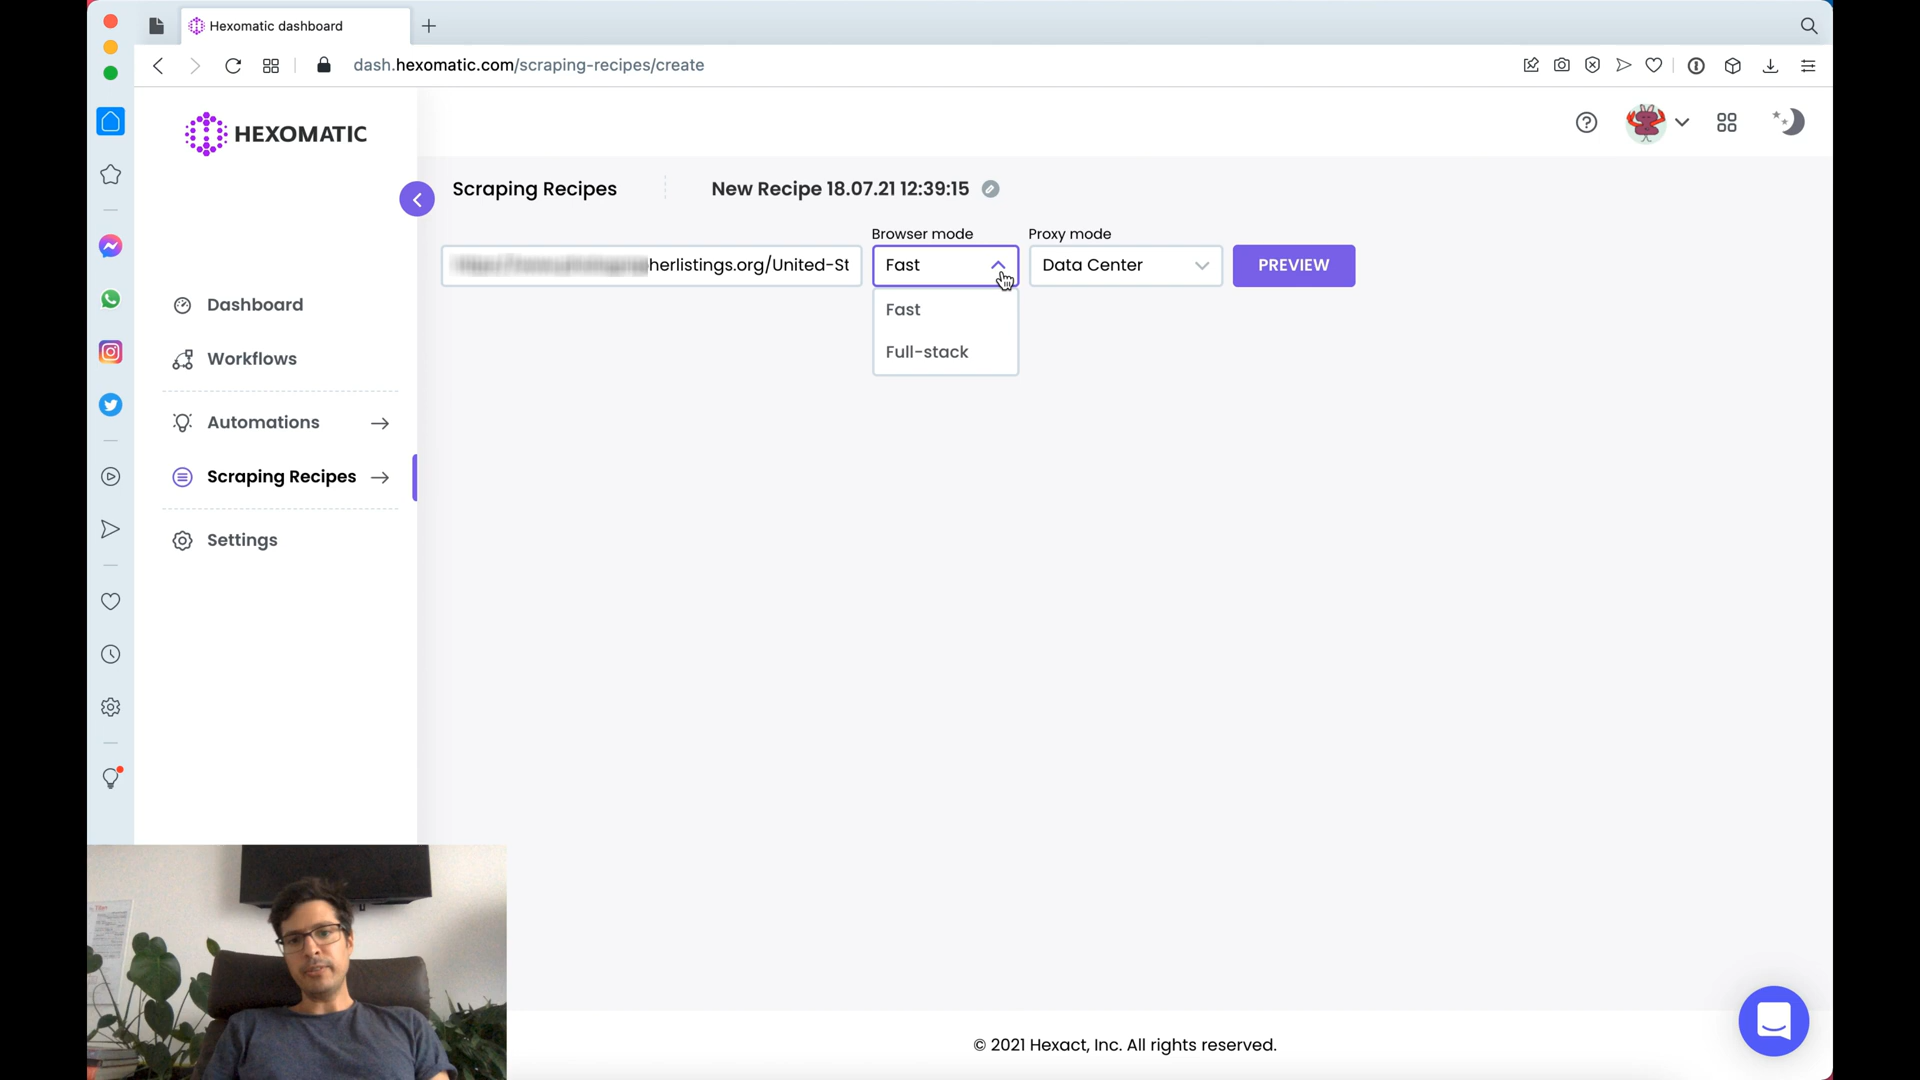 Hexomatic dashboard
dash.hexomatic.com/scraping-recipes/create
HEXOMATIC
Scraping Recipes
New Recipe 18.07.21 12:39:15
Browser mode
Proxy mode
herlistings.org/United-St
Fast
Data Center
PREVIEW
Fast
Full-stack
Dashboard
Workflows
Automations
Scraping Recipes
Settings
© 2021 Hexact, Inc. All rights reserved.